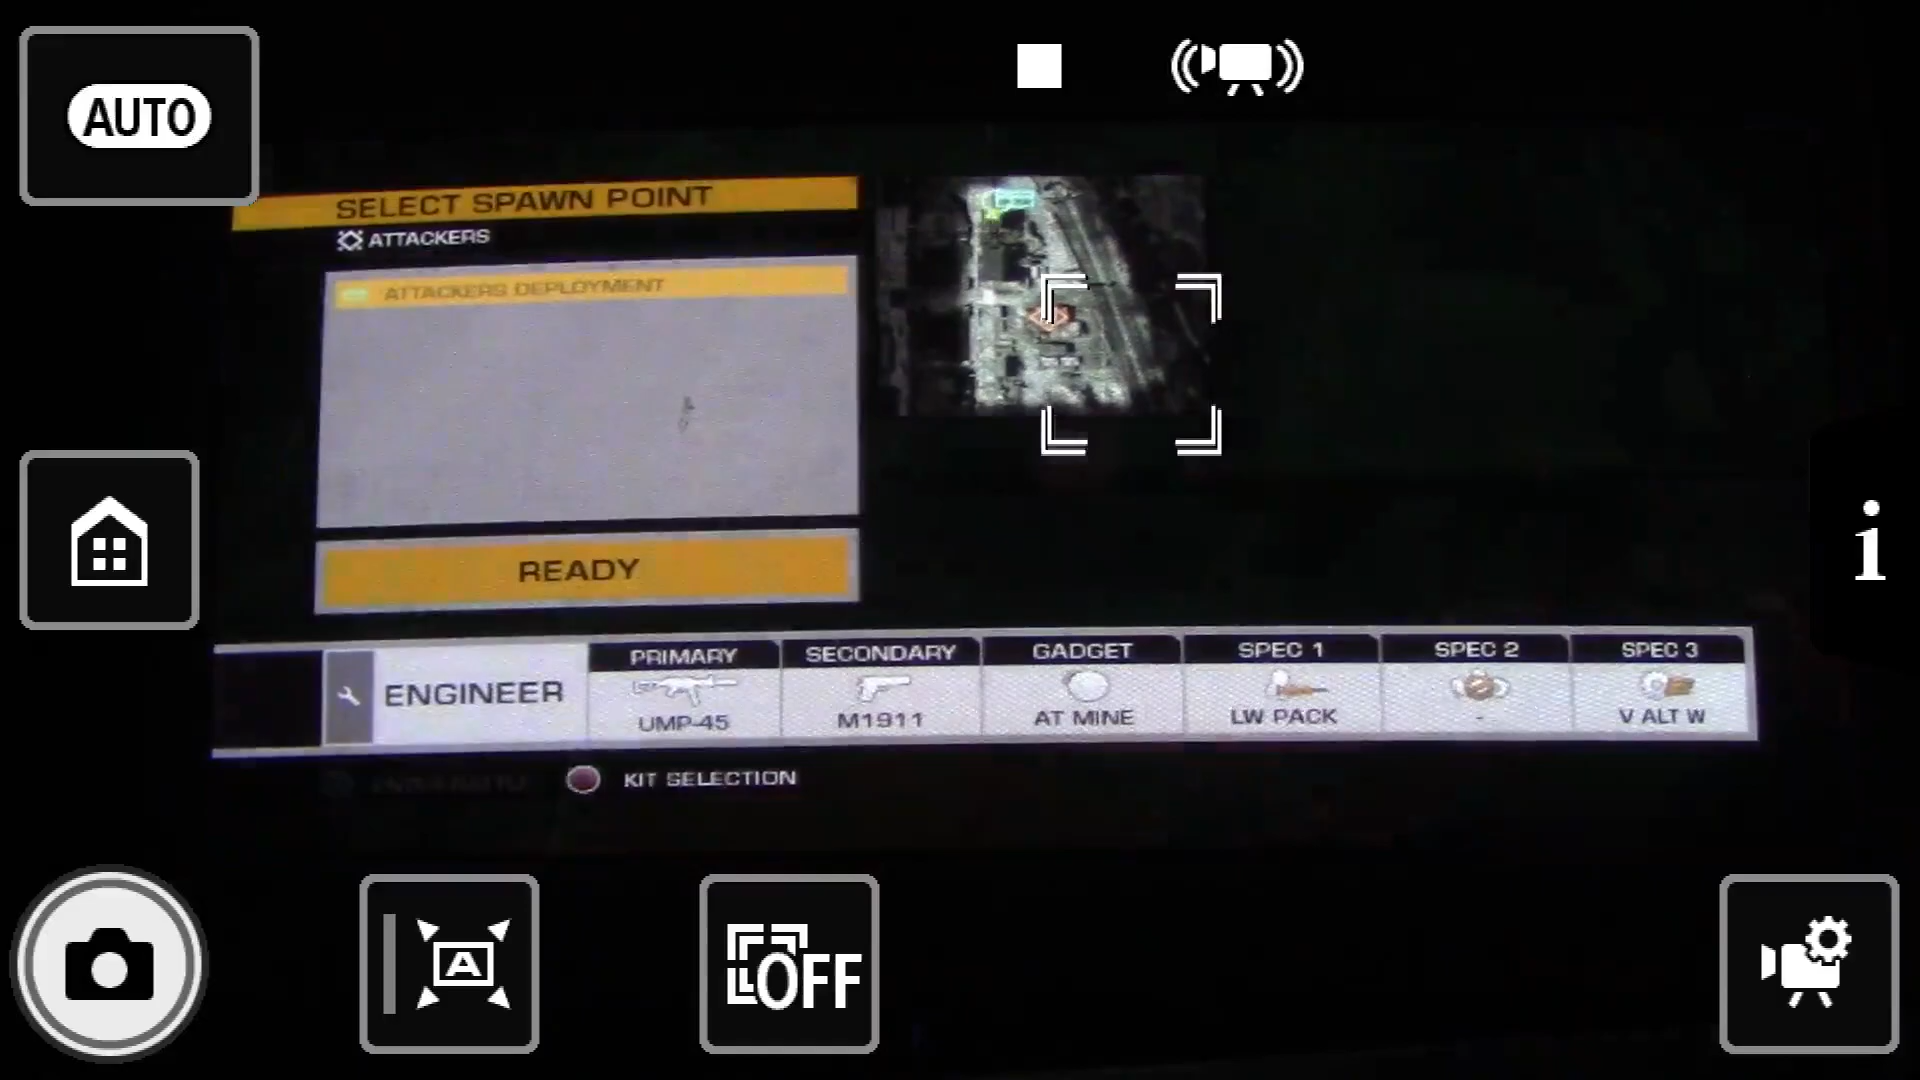 AUTO
SELECT SPAWN POINT
ATTACKERS
ATTACKERS DEPLOYMENT
READY
ENGINEER
PRIMARY
UMP-45
SECONDARY
M1911
GADGET
AT MINE
SPEC 1
LW PACK
SPEC 2
-
SPEC 3
V ALT W
KIT SELECTION
i
A
OFF